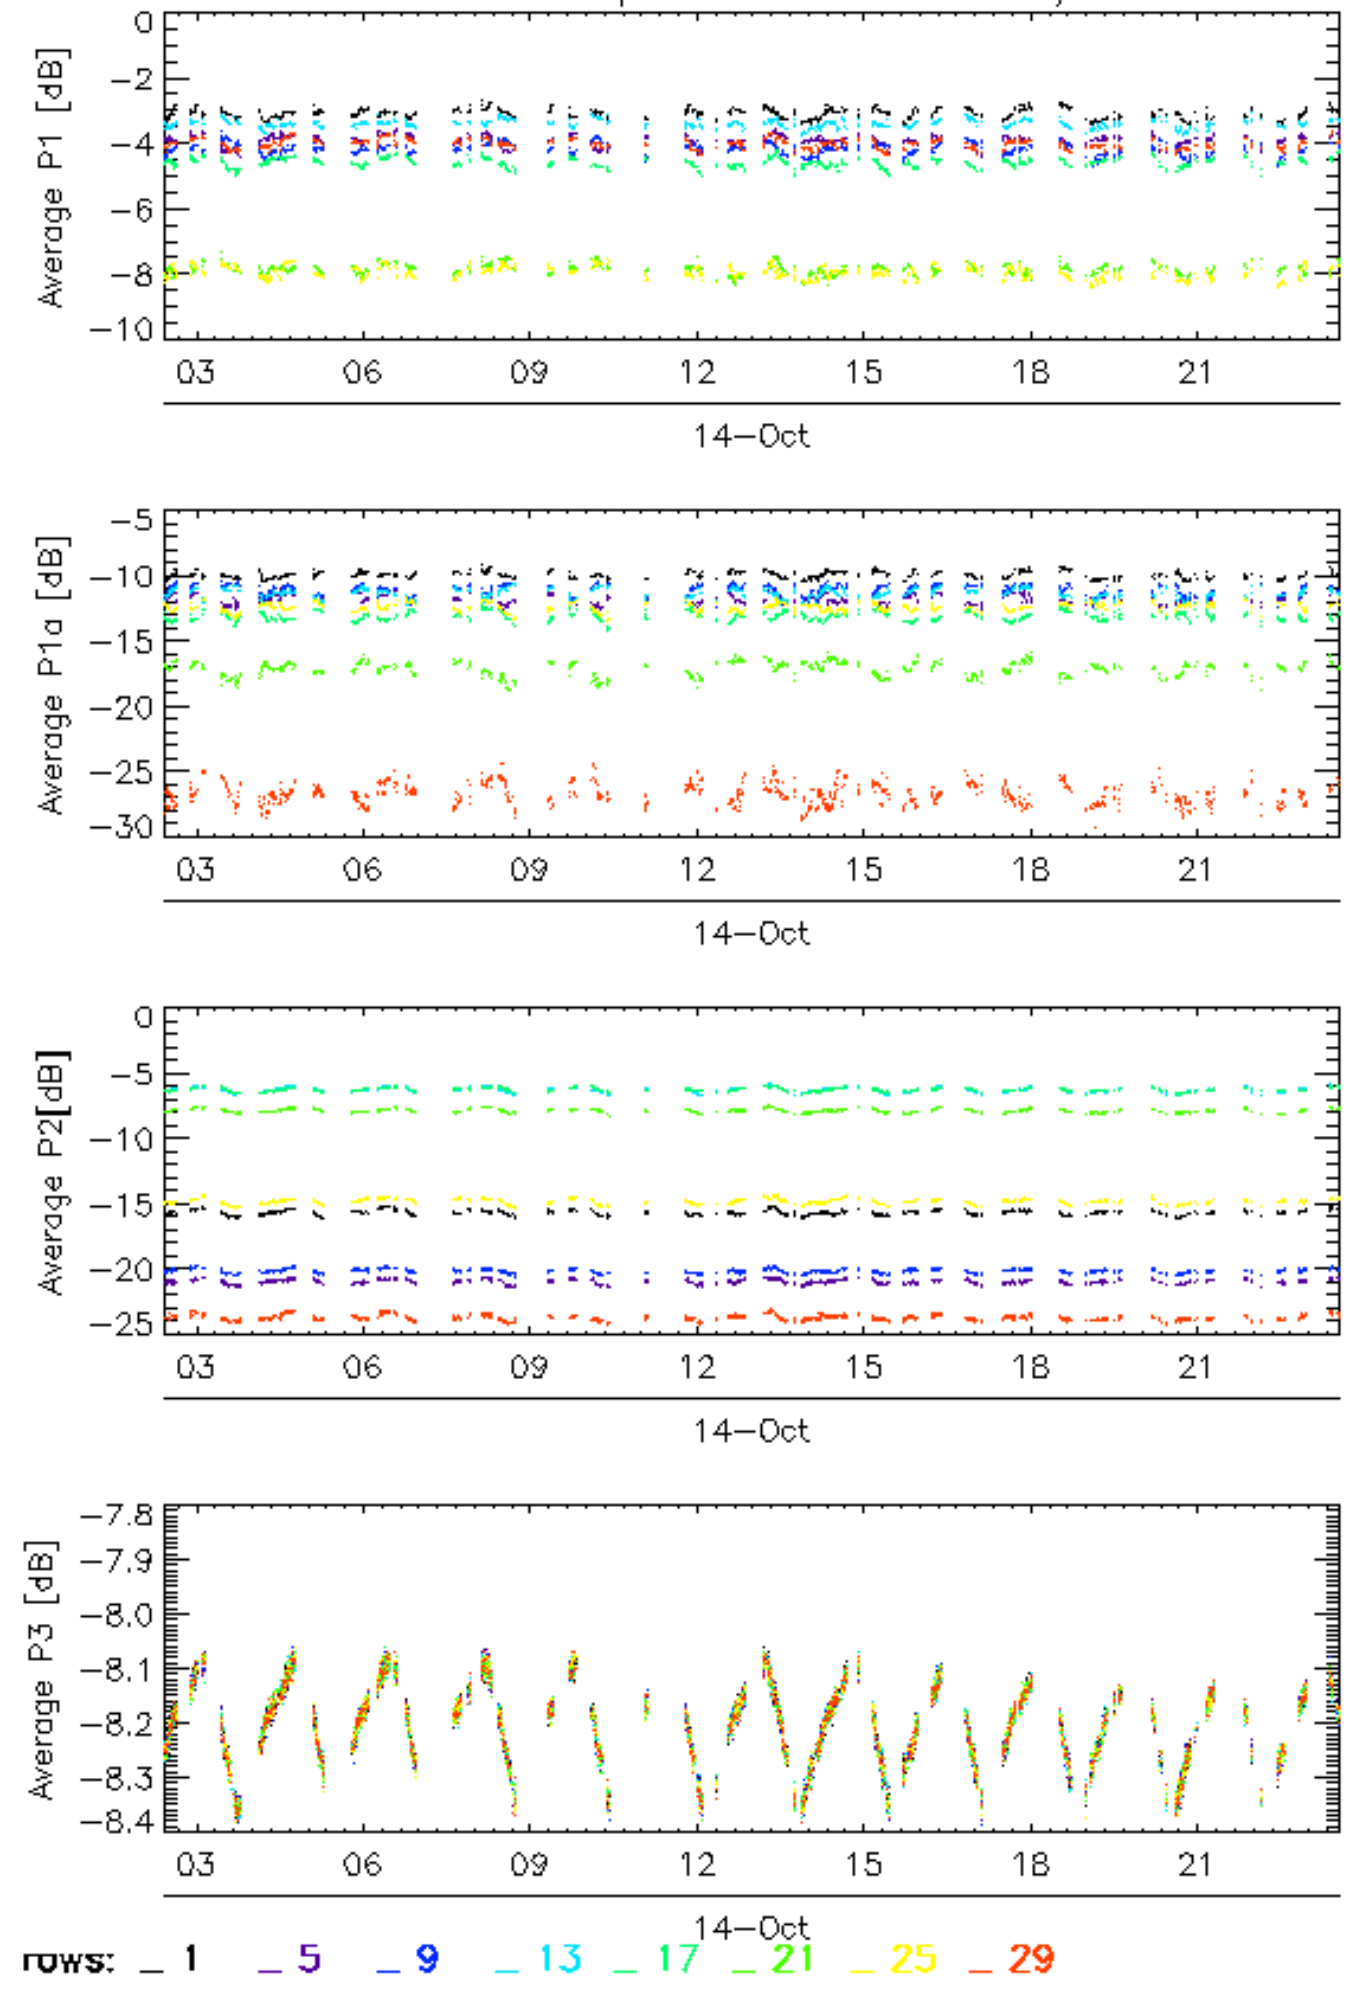 Average P1 [dB]
0
−2
−4
−6
−8
−10
03 06 09 12 15 18 21
14−Oct
Average P1a [dB]
−5
−10
−15
−20
−25
−30
03 06 09 12 15 18 21
14−Oct
Average P2[dB]
0
−5
−10
−15
−20
−25
03 06 09 12 15 18 21
14−Oct
Average P3 [dB]
−7.8
−7.9
−8.0
−8.1
−8.2
−8.3
−8.4
03 06 09 12 15 18 21
14−Oct
rows: _ 1 _ 5 _ 9 _ 13 _ 17 _ 21 _ 25 _ 29